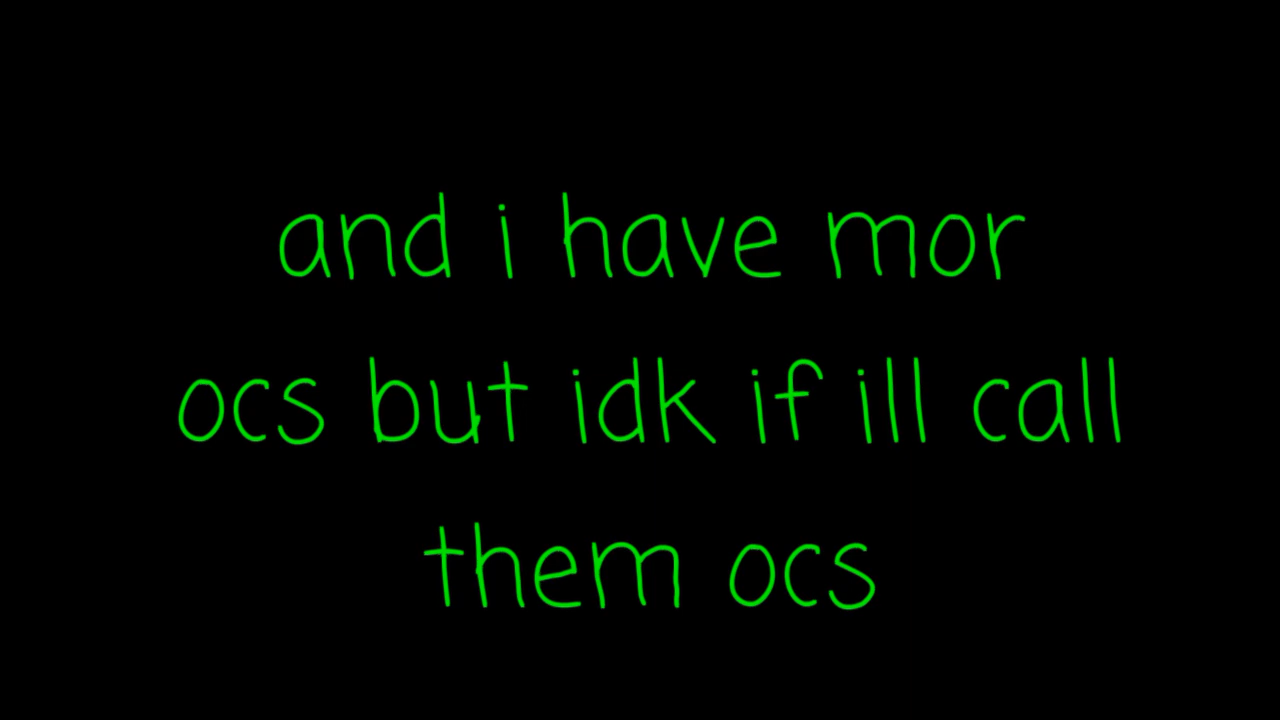 and i have mor
ocs but idk if ill call
them ocs